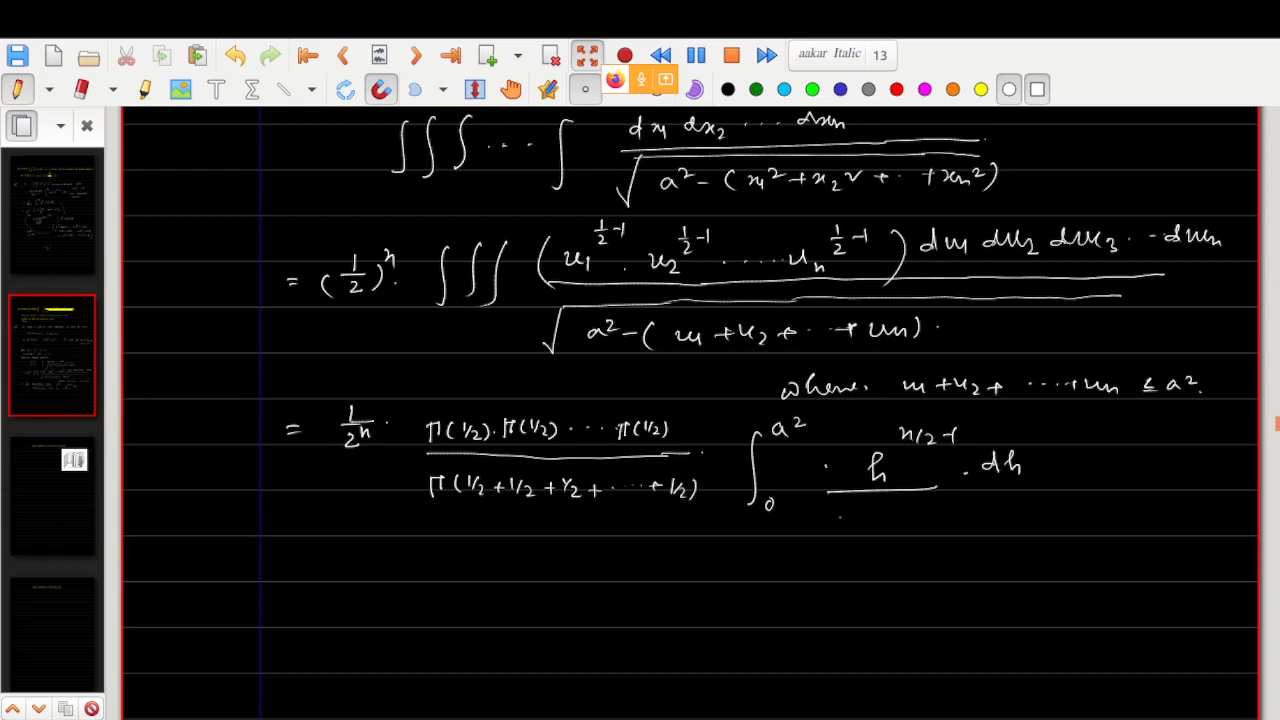 aakar Italic 13
∫∫∫ ... ∫ dx₁ dx₂ ... dxn / √(a² - (x₁² + x₂² + .. + xn²))
= (1/2)ⁿ ∫∫∫ (u₁^(1/2 -1) . u₂^(1/2 -1) ..... un^(1/2 -1)) du₁ du₂ du₃ .. dun / √(a² - (u₁ + u₂ + ... + un)) .
where. u₁ + u₂ + ..... + un ≤ a².
= 1/2ⁿ . Γ(1/2). Γ(1/2) ... Γ(1/2) / Γ(1/2 + 1/2 + 1/2 + ..... + 1/2) . ∫₀^(a²) . h^(n/2 -1) / . dh